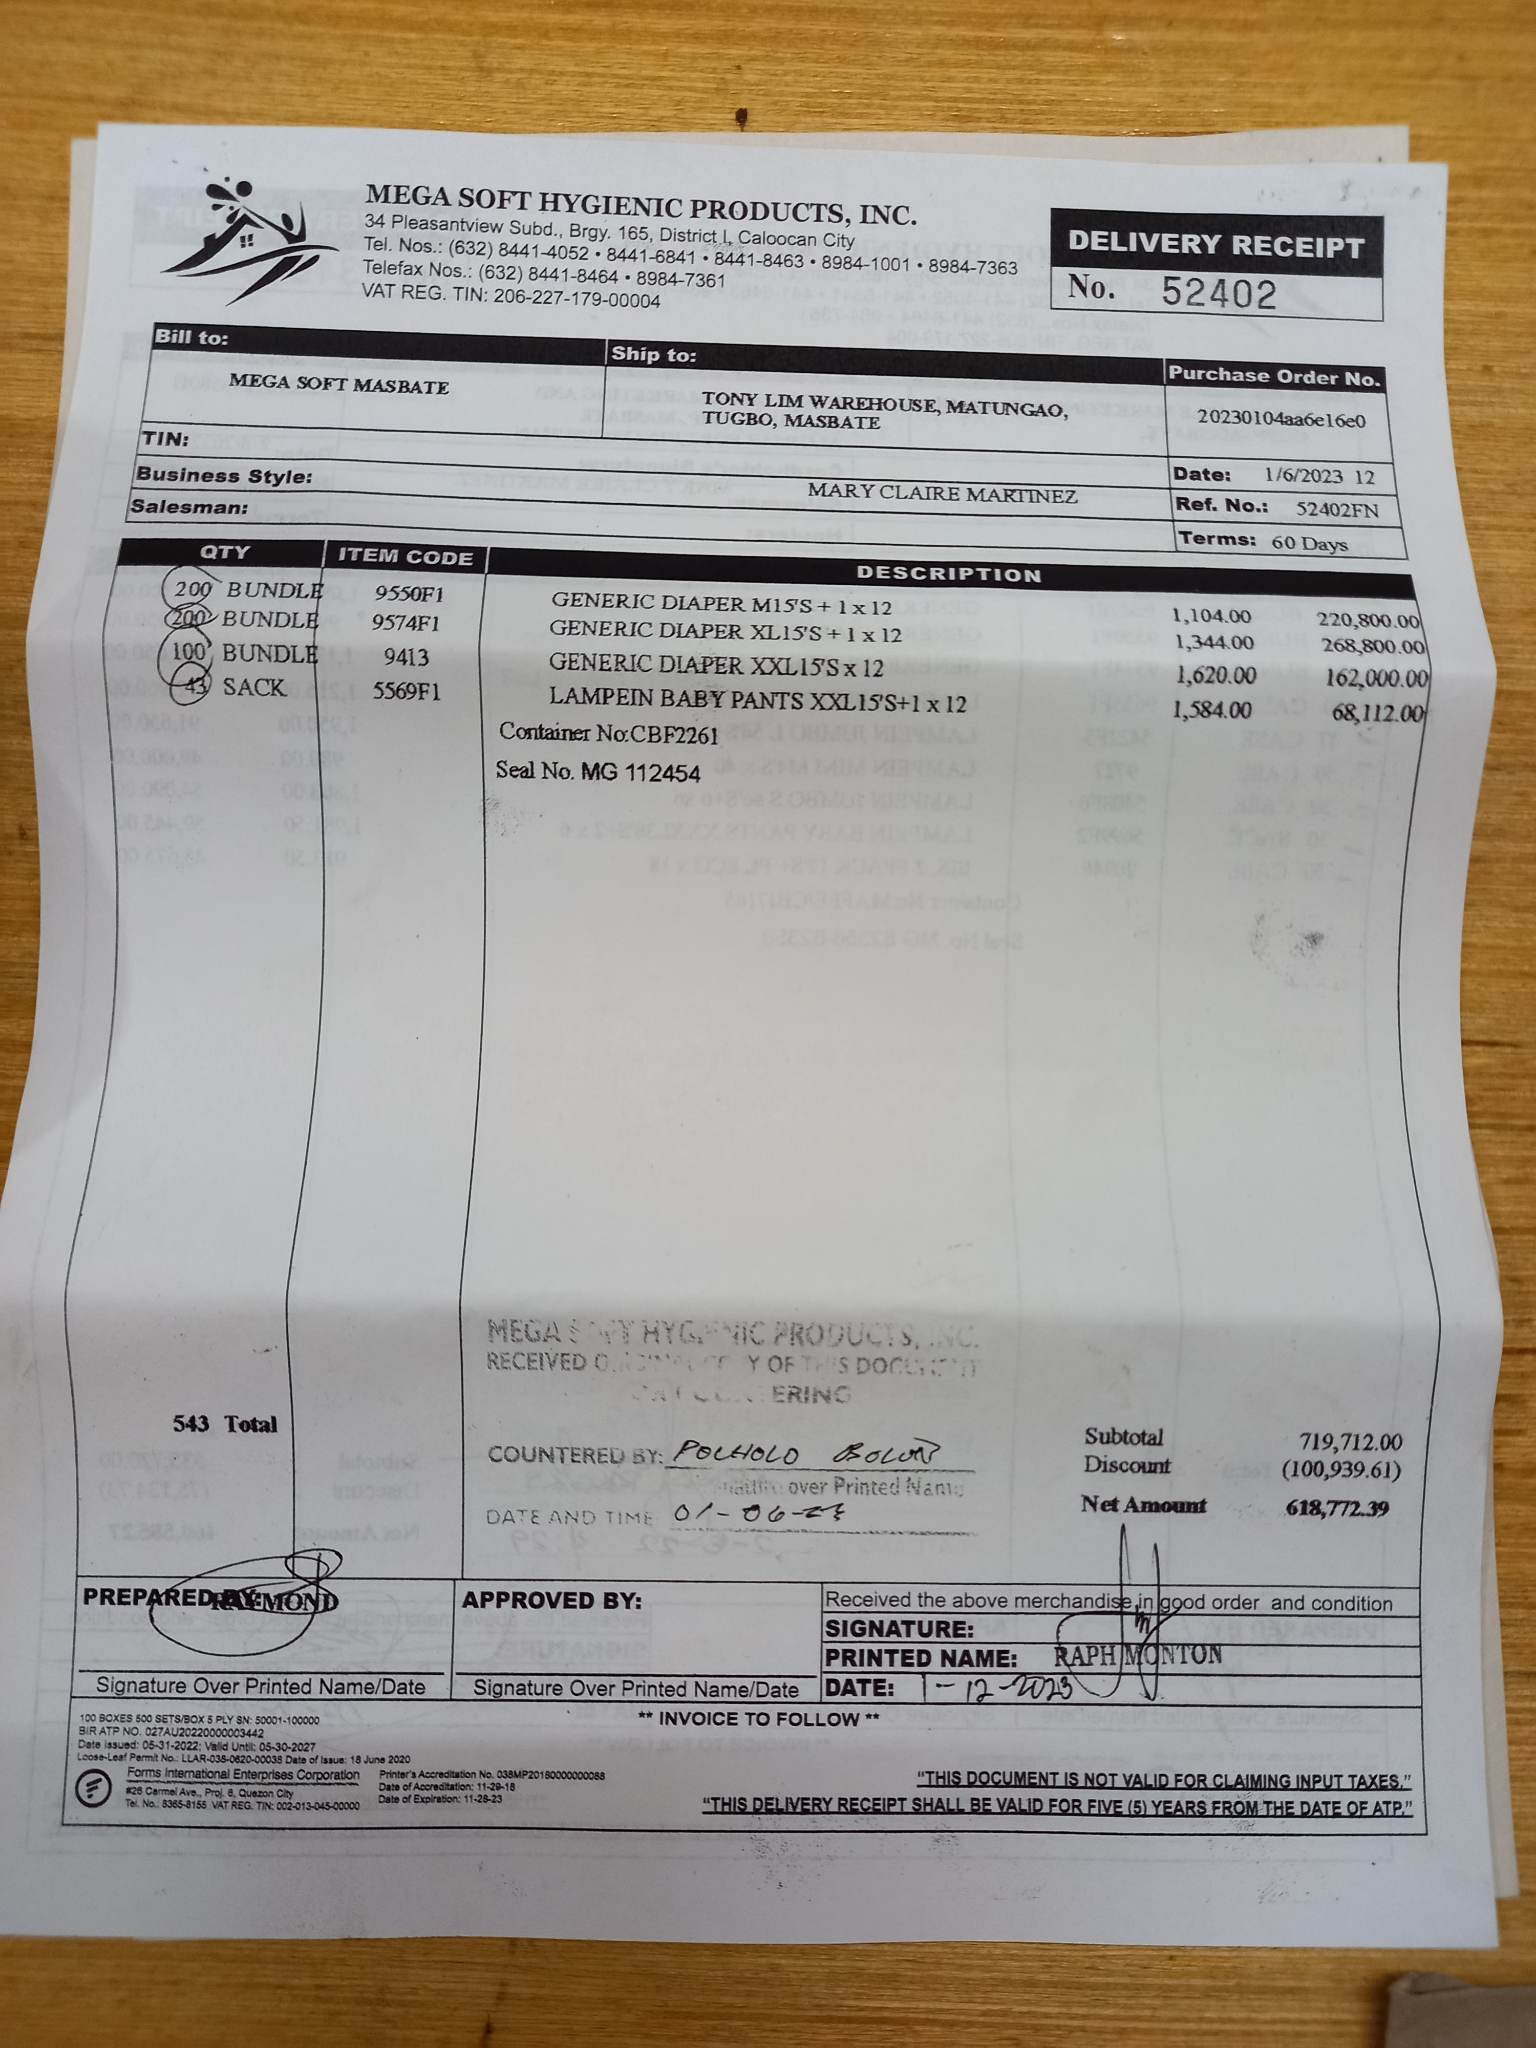 MEGA SOFT HYGIENIC PRODUCTS, INC.
34 Pleasantview Subd., Brgy. 165, District I, Caloocan City
Tel. Nos.: (632) 8441-4052 • 8441-6841 • 8441-8463 • 8984-1001 • 8984-7363
Telefax Nos.: (632) 8441-8464 • 8984-7361
VAT REG. TIN: 206-227-179-00004
DELIVERY RECEIPT
No. 52402
Bill to: Ship to: Purchase Order No.
MEGA SOFT MASBATE TONY LIM WAREHOUSE, MATUNGAO, 20230104aa6e16e0
TUGBO, MASBATE
TIN: Date: 1/6/2023 12
Business Style: MARY CLAIRE MARTINEZ Ref. No.: 52402FN
Salesman: Terms: 60 Days
QTY ITEM CODE DESCRIPTION
200 BUNDLE 9550F1 GENERIC DIAPER M15'S + 1 x 12 1,104.00 220,800.00
200 BUNDLE 9574F1 GENERIC DIAPER XL15'S + 1 x 12 1,344.00 268,800.00
100 BUNDLE 9413 GENERIC DIAPER XXL15'S x 12 1,620.00 162,000.00
43 SACK 5569F1 LAMPEIN BABY PANTS XXL15'S+1 x 12 1,584.00 68,112.00
Container No:CBF2261
Seal No. MG 112454
MEGA SOFT HYGIENIC PRODUCTS, INC.
RECEIVED COPY OF THIS DOCUMENT
543 Total
Subtotal 719,712.00
COUNTERED BY: POLHOLO
Discount (100,939.61)
over Printed Name
Net Amount 618,772.39
DATE AND TIME 01-06-23
PREPARED BY: RAYMOND APPROVED BY: Received the above merchandise in good order and condition
SIGNATURE:
PRINTED NAME: RAPH MONTON
Signature Over Printed Name/Date Signature Over Printed Name/Date DATE: 1-12-2023
** INVOICE TO FOLLOW **
100 BOXES 500 SETS/BOX 5 PLY SN: 50001-100000
BIR ATP NO. 027AU20220000003442
Date issued: 05-31-2022; Valid Until: 05-30-2027
Loose-Leaf Permit No.: LLAR-038-0620-00038 Date of Issue: 18 June 2020
Forms International Enterprises Corporation Printer's Accreditation No. 038MP20180000000088
#26 Carmel Ave., Proj. 6, Quezon City Date of Accreditation: 11-29-18
Tel. No.: 8365-8155 VAT REG. TIN: 002-013-045-00000 Date of Expiration: 11-28-23
"THIS DOCUMENT IS NOT VALID FOR CLAIMING INPUT TAXES."
"THIS DELIVERY RECEIPT SHALL BE VALID FOR FIVE (5) YEARS FROM THE DATE OF ATP."